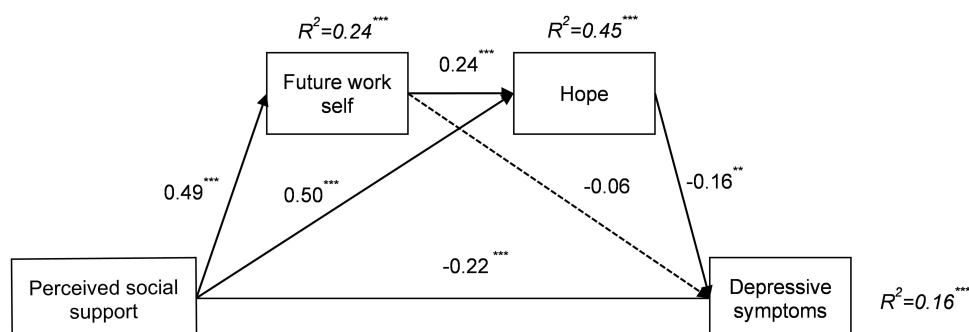 R²=0.24***
R²=0.45***
0.24***
Future work
self
Hope
0.49***
0.50***
-0.06
-0.16**
-0.22***
Perceived social
support
Depressive
symptoms
R²=0.16***